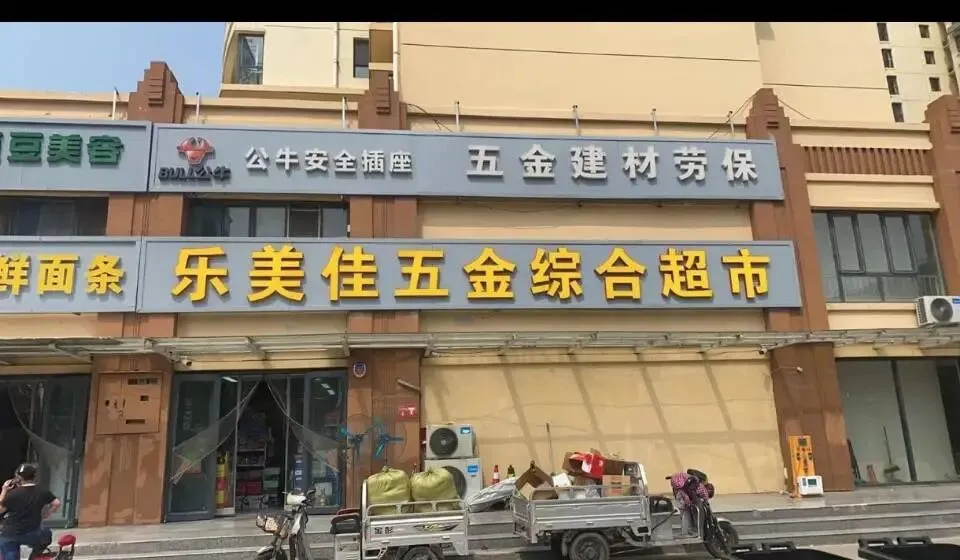 豆美容
BULL公牛
公牛安全插座
五金建材劳保
鲜面条
乐美佳五金综合超市